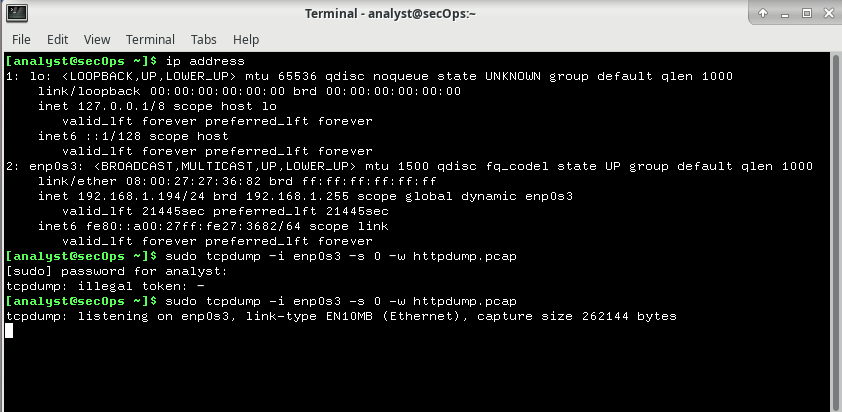 Terminal - analyst@secOps:~
File Edit View Terminal Tabs Help
[analyst@secOps ~]$ ip address
1: lo: <LOOPBACK,UP,LOWER_UP> mtu 65536 qdisc noqueue state UNKNOWN group default qlen 1000
    link/loopback 00:00:00:00:00:00 brd 00:00:00:00:00:00
    inet 127.0.0.1/8 scope host lo
       valid_lft forever preferred_lft forever
    inet6 ::1/128 scope host
       valid_lft forever preferred_lft forever
2: enp0s3: <BROADCAST,MULTICAST,UP,LOWER_UP> mtu 1500 qdisc fq_codel state UP group default qlen 1000
    link/ether 08:00:27:27:36:82 brd ff:ff:ff:ff:ff:ff
    inet 192.168.1.194/24 brd 192.168.1.255 scope global dynamic enp0s3
       valid_lft 21445sec preferred_lft 21445sec
    inet6 fe80::a00:27ff:fe27:3682/64 scope link
       valid_lft forever preferred_lft forever
[analyst@secOps ~]$ sudo tcpdump –i enp0s3 –s 0 –w httpdump.pcap
[sudo] password for analyst:
tcpdump: illegal token: -
[analyst@secOps ~]$ sudo tcpdump -i enp0s3 -s 0 -w httpdump.pcap
tcpdump: listening on enp0s3, link-type EN10MB (Ethernet), capture size 262144 bytes